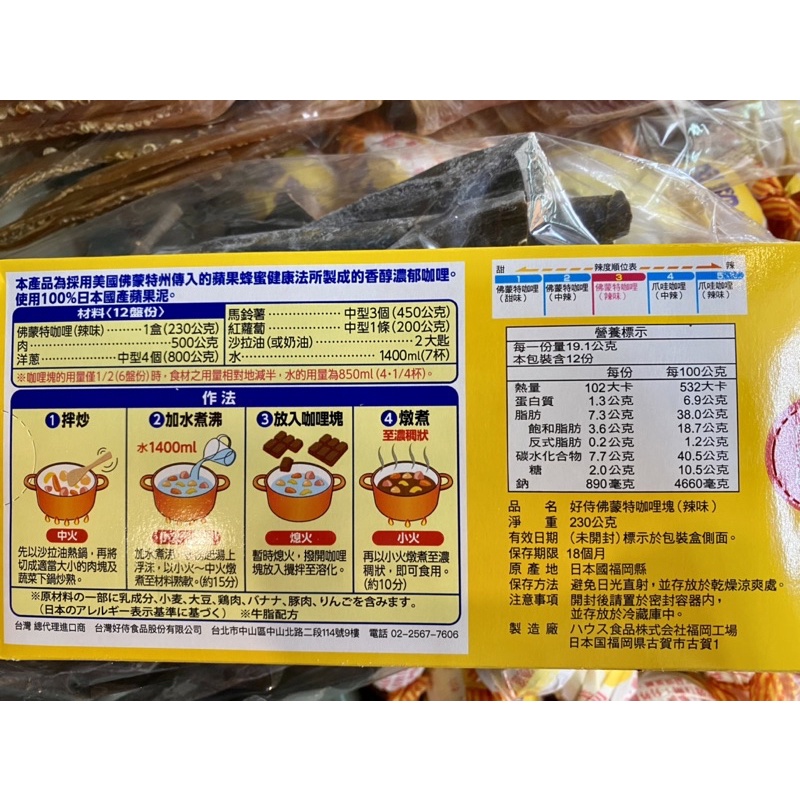 本產品為採用美國佛蒙特州傳入的蘋果蜂蜜健康法所製成的香醇濃郁咖哩。
使用100%日本國產蘋果泥。
材料〈12盤份〉
佛蒙特咖哩(辣味)‥‥1盒(230公克)
肉‥‥‥‥‥‥500公克
洋蔥‥‥‥‥中型4個(800公克)
馬鈴薯‥‥‥‥中型3個(450公克)
紅蘿蔔‥‥‥‥中型1條(200公克)
沙拉油(或奶油)‥‥‥‥2大匙
水‥‥‥‥‥‥1400ml(7杯)
※咖哩塊的用量僅1/2(6盤份)時,食材之用量相對地減半,水的用量為850ml(4・1/4杯)。
作法
1拌炒
中火
先以沙拉油熱鍋,再將
切成適當大小的肉塊及
蔬菜下鍋炒熟。
2加水煮沸
水1400ml
加水煮沸
浮沫,以小火~中火燉
煮至材料熟軟。(約15分)
3放入咖哩塊
熄火
暫時熄火,撥開咖哩
塊放入攪拌至溶化。
4燉煮
至濃稠狀
小火
再以小火燉煮至濃
稠狀,即可食用。
(約10分)
※原材料の一部に乳成分、小麦、大豆、鶏肉、バナナ、豚肉、りんごを含みます。
(日本のアレルギー表示基準に基づく) ※牛脂配方
台灣 總代理進口商 台灣好侍食品股份有限公司 台北市中山區中山北路二段114號9樓 電話 02-2567-7606
甜 辣度順位表 辣
1 2 3 4 5
佛蒙特咖哩
(甜味)
佛蒙特咖哩
(中辣)
佛蒙特咖哩
(辣味)
爪哇咖哩
(中辣)
爪哇咖哩
(辣味)
營養標示
每一份量19.1公克
本包裝含12份
每份 每100公克
熱量 102大卡 532大卡
蛋白質 1.3公克 6.9公克
脂肪 7.3公克 38.0公克
飽和脂肪 3.6公克 18.7公克
反式脂肪 0.2公克 1.2公克
碳水化合物 7.7公克 40.5公克
糖 2.0公克 10.5公克
鈉 890毫克 4660毫克
品名 好侍佛蒙特咖哩塊(辣味)
淨重 230公克
有效日期 (未開封)標示於包裝盒側面。
保存期限 18個月
原產地 日本國福岡縣
保存方法 避免日光直射,並存放於乾燥涼爽處。
注意事項 開封後請置於密封容器內,
並存放於冷藏庫中。
製造廠 ハウス食品株式会社福岡工場
日本国福岡県古賀市古賀1